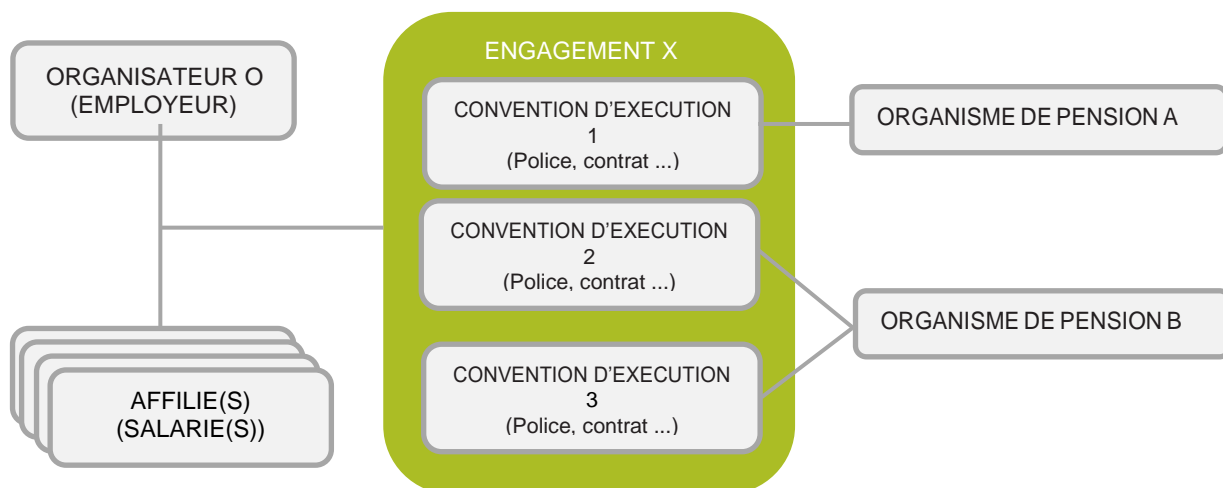 ORGANISATEUR O
(EMPLOYEUR)
ENGAGEMENT X
CONVENTION D'EXECUTION
1
(Police, contrat ...)
ORGANISME DE PENSION A
CONVENTION D'EXECUTION
2
(Police, contrat ...)
ORGANISME DE PENSION B
CONVENTION D'EXECUTION
3
(Police, contrat ...)
AFFILIE(S)
(SALARIE(S))